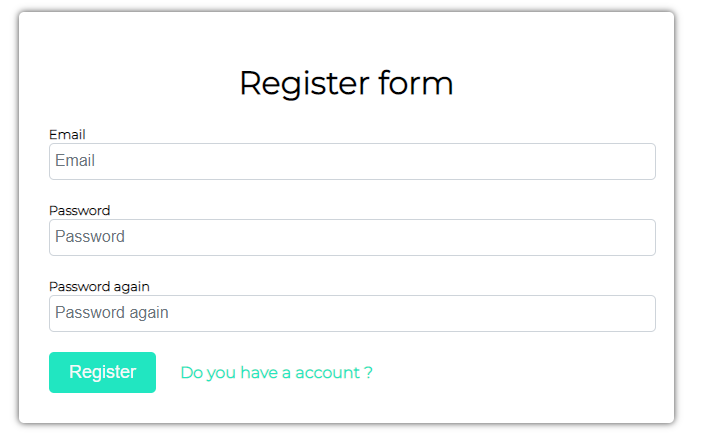 Register form
Email
Email
Password
Password
Password again
Password again
Register Do you have a account ?